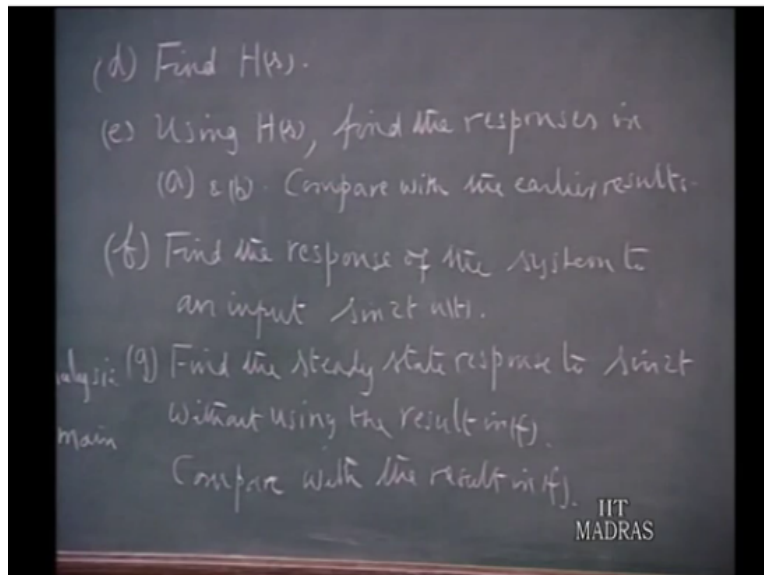 (d) Find H(s).
(e) Using H(s), find the responses in
(a) & (b). Compare with the earlier results.
(f) Find the response of the system to
an input sin2t u(t).
(g) Find the steady state response to sin2t
without using the result in (f).
main
Compare with the result in (f).
IIT
MADRAS